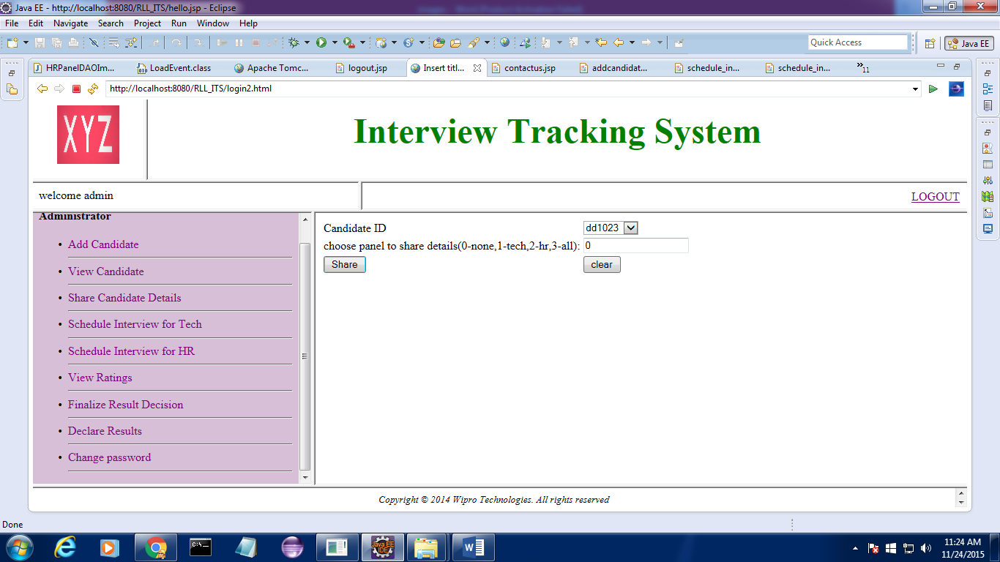 Java EE - http://localhost:8080/RLL_ITS/hello.jsp - Eclipse
File Edit Navigate Search Project Run Window Help
Quick Access
Java EE
HRPanelDAOIm...
LoadEvent.class
Apache Tomc...
logout.jsp
Insert titl...
contactus.jsp
addcandidat...
schedule_in...
schedule_in...
»11
http://localhost:8080/RLL_ITS/login2.html
XYZ
Interview Tracking System
welcome admin
LOGOUT
Administrator
• Add Candidate
• View Candidate
• Share Candidate Details
• Schedule Interview for Tech
• Schedule Interview for HR
• View Ratings
• Finalize Result Decision
• Declare Results
• Change password
Candidate ID dd1023
choose panel to share details(0-none,1-tech,2-hr,3-all): 0
Share clear
Copyright © 2014 Wipro Technologies. All rights reserved
Done
Java EE
IDE
11:24 AM
11/24/2015